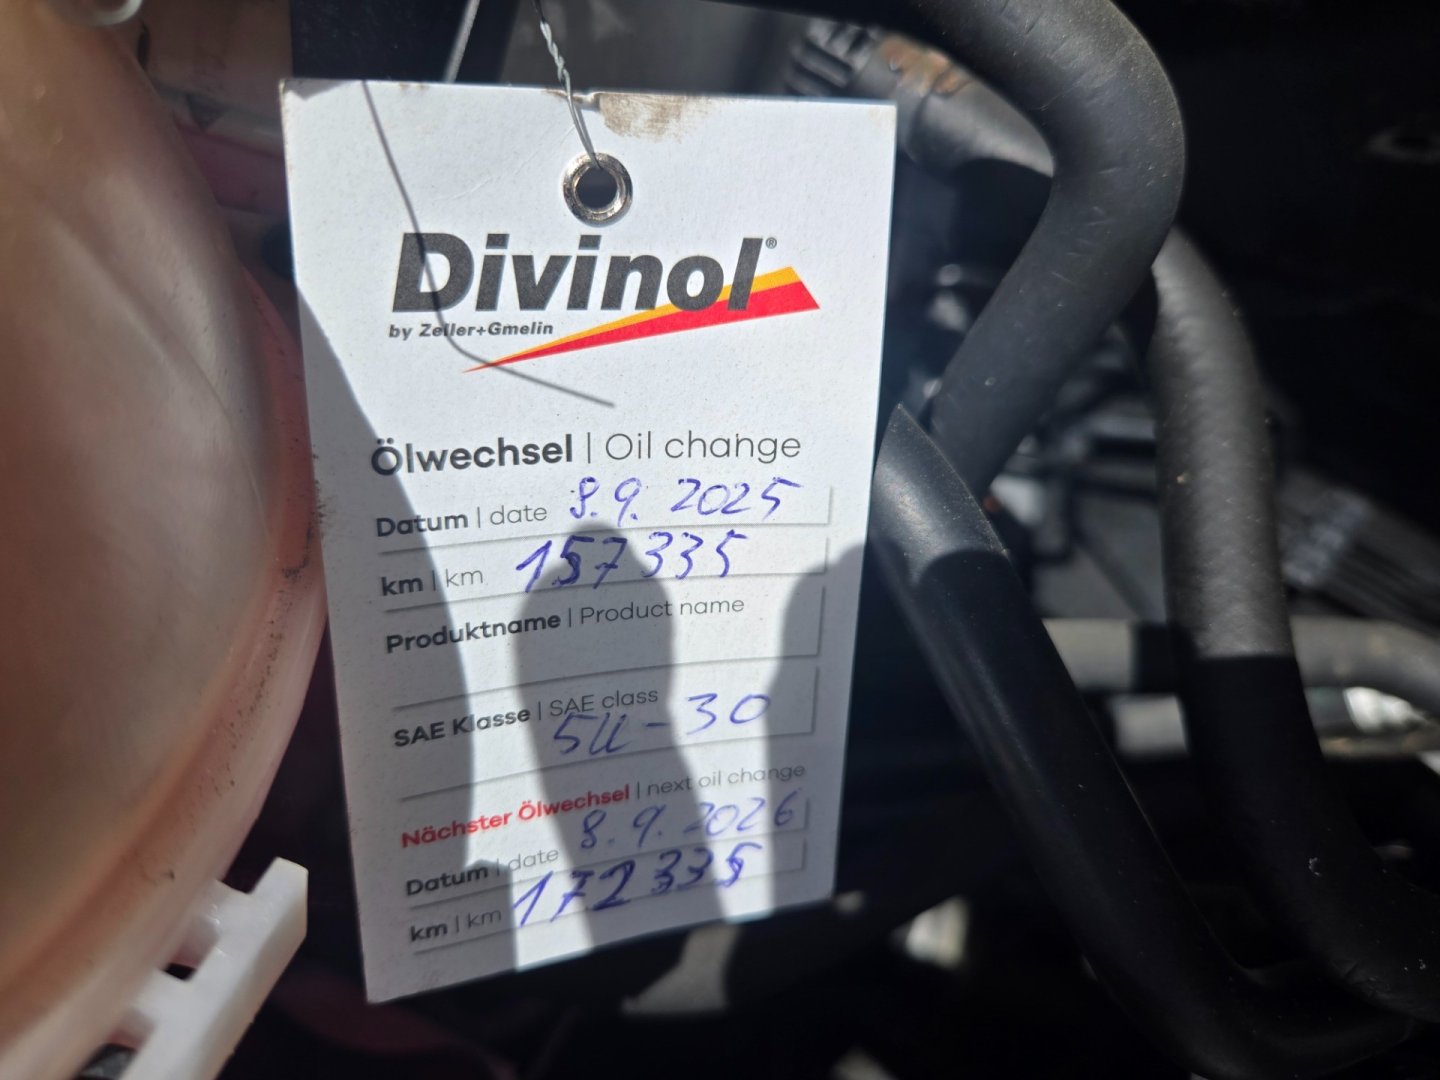 Divinol®
by Zeller+Gmelin
Ölwechsel | Oil change
Datum | date 8.9. 2025
km | km 157335
Produktname | Product name
SAE Klasse | SAE class
5W-30
Nächster Ölwechsel | next oil change
Datum | date 8.9.2026
km | km 172335